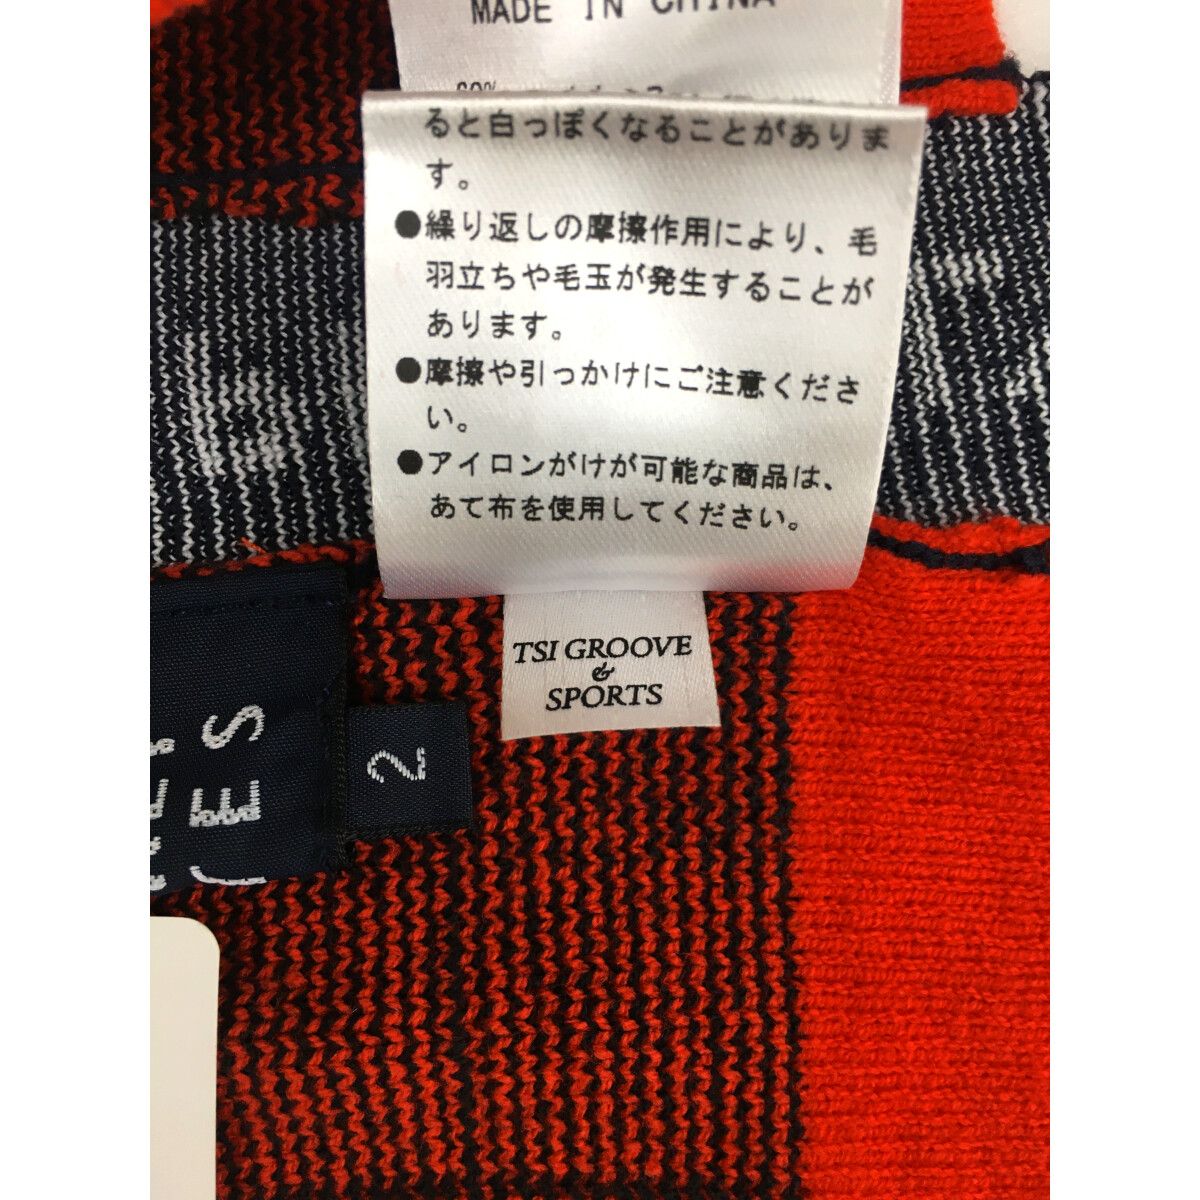 MADE IN CHINA
60%
ると白っぽくなることがありま
す。
●繰り返しの摩擦作用により、毛
羽立ちや毛玉が発生することが
あります。
●摩擦や引っかけにご注意くださ
い。
●アイロンがけが可能な商品は、
あて布を使用してください。
TSI GROOVE
&
SPORTS
2
ES